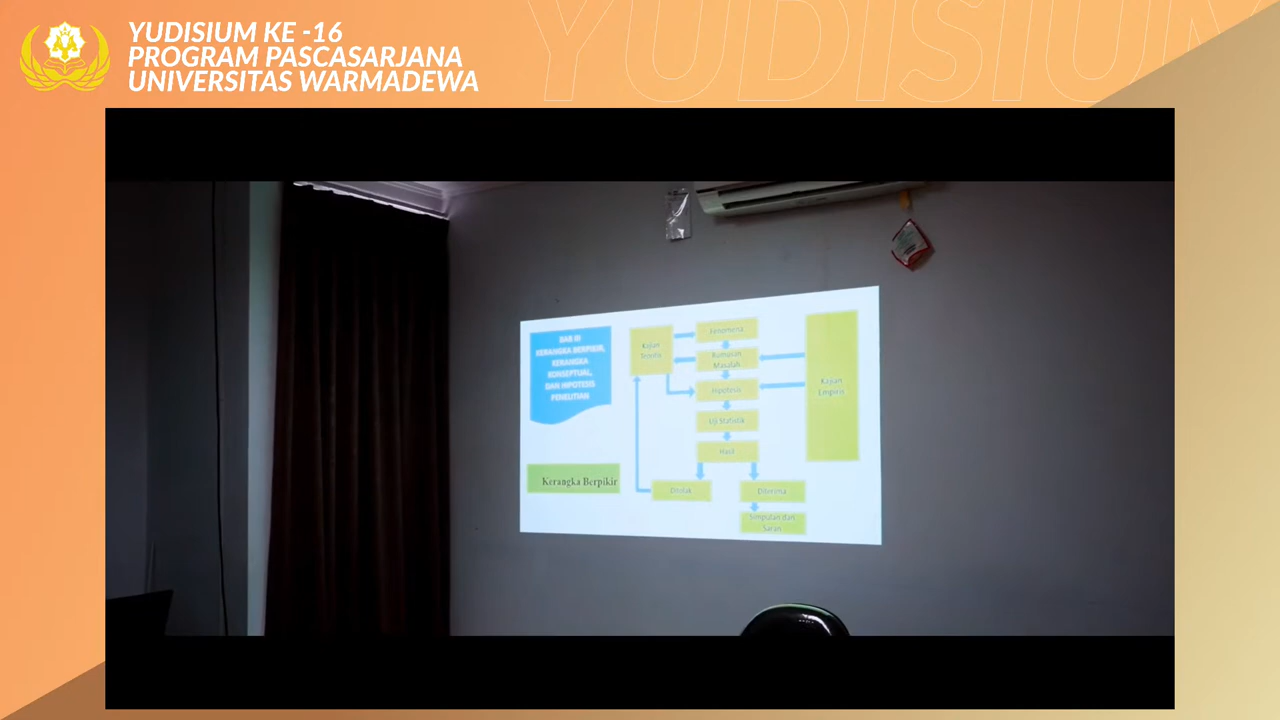 YUDISIUM KE -16
PROGRAM PASCASARJANA
UNIVERSITAS WARMADEWA
YUDISIUM
BAB III
KERANGKA BERPIKIR,
KERANGKA
KONSEPTUAL,
DAN HIPOTESIS
PENELITIAN
Kerangka Berpikir
Kajian
Teoritis
Fenomena
Rumusan
Masalah
Hipotesis
Uji Statistik
Hasil
Ditolak
Diterima
Simpulan dan
Saran
Kajian
Empiris